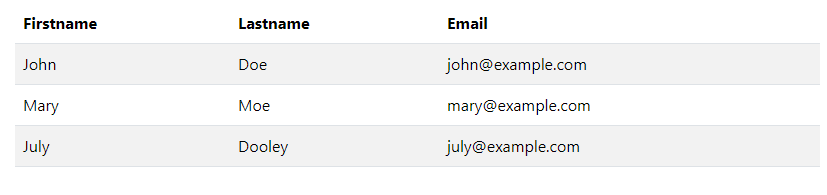 Firstname Lastname Email
John Doe john@example.com
Mary Moe mary@example.com
July Dooley july@example.com